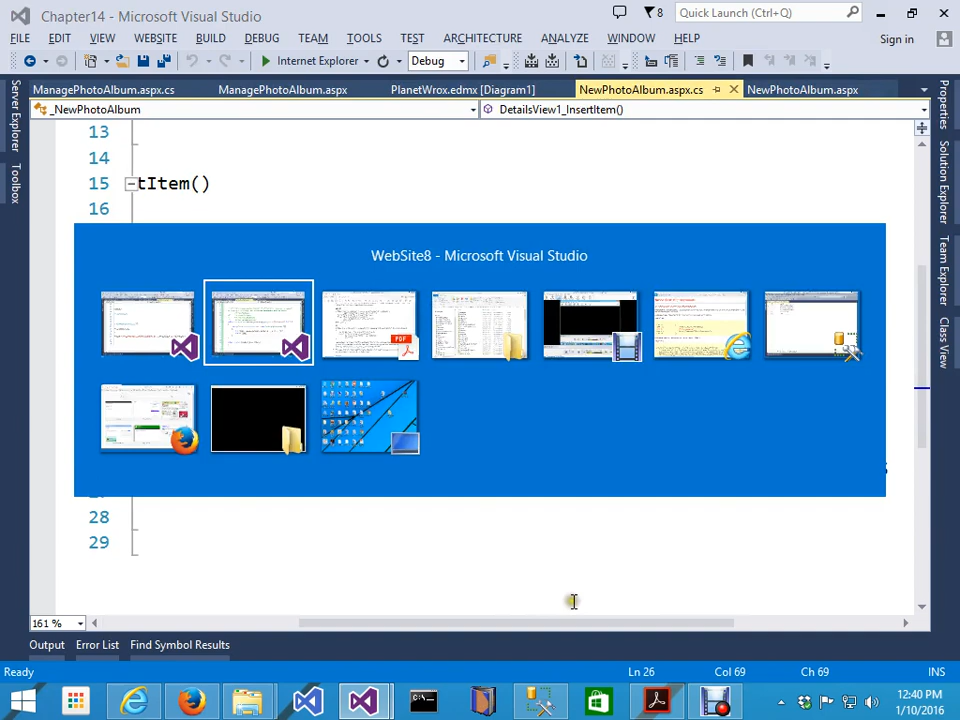 Chapter14 - Microsoft Visual Studio
8
Quick Launch (Ctrl+Q)
FILE EDIT VIEW WEBSITE BUILD DEBUG TEAM TOOLS TEST ARCHITECTURE ANALYZE WINDOW HELP
Sign in
Internet Explorer
Debug
ManagePhotoAlbum.aspx.cs
ManagePhotoAlbum.aspx
PlanetWrox.edmx [Diagram1]
NewPhotoAlbum.aspx.cs
NewPhotoAlbum.aspx
_NewPhotoAlbum
DetailsView1_InsertItem()
Server Explorer
Toolbox
Properties
Solution Explorer
Team Explorer
Class View
13
14
15 tItem()
16
WebSite8 - Microsoft Visual Studio
PDF
28
29
161 %
Output
Error List
Find Symbol Results
Ready
Ln 26
Col 69
Ch 69
INS
12:40 PM
1/10/2016